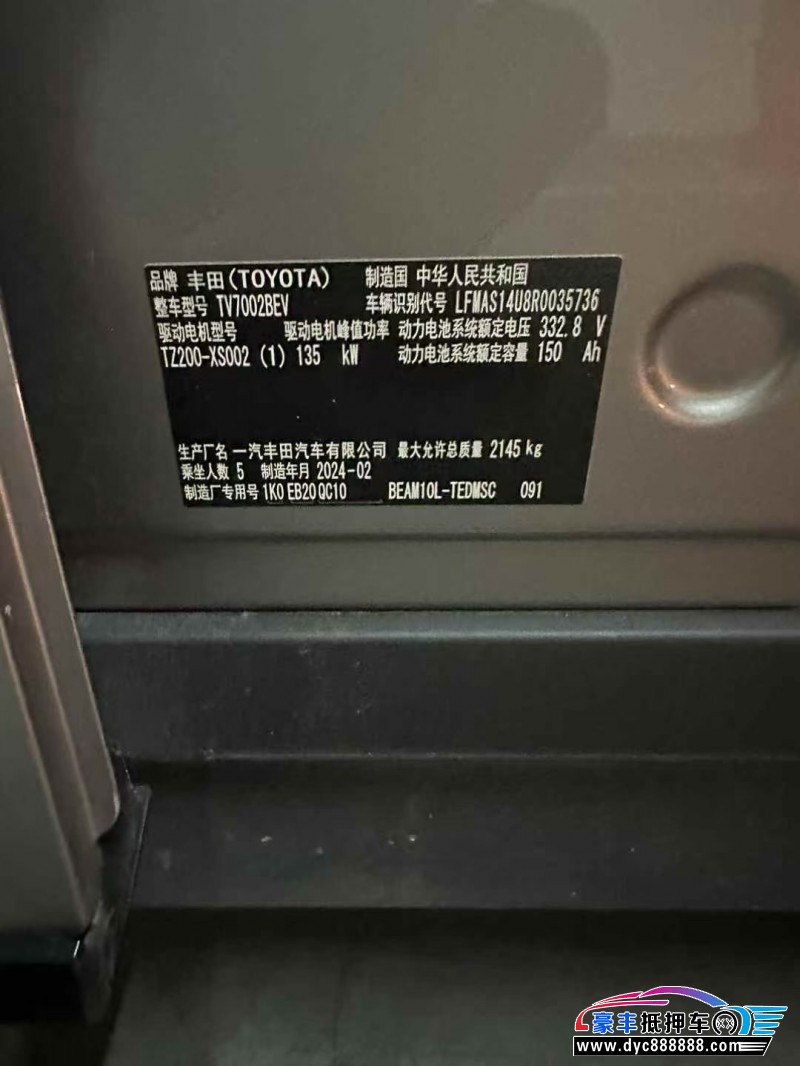 品牌 丰田(TOYOTA) 制造国 中华人民共和国
整车型号 TV7002BEV 车辆识别代号 LFMAS14U8R0035736
驱动电机型号 驱动电机峰值功率 动力电池系统额定电压 332.8 V
TZ200-XS002 (1) 135 kW 动力电池系统额定容量 150 Ah
生产厂名 一汽丰田汽车有限公司 最大允许总质量 2145 kg
乘坐人数 5 制造年月 2024-02
制造厂专用号 1K0 EB20 QC10 BEAM10L-TEDMSC 091
豪丰抵押车
www.dyc888888.com